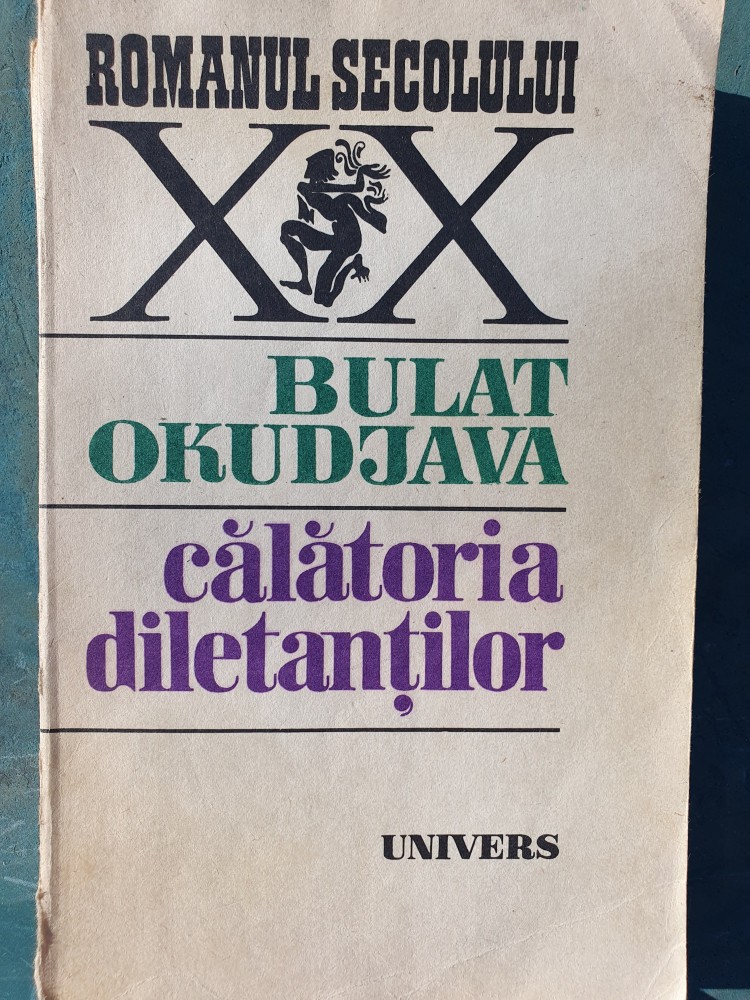 ROMANUL SECOLULUI
XX
BULAT
OKUDJAVA
călătoria
diletanților
UNIVERS